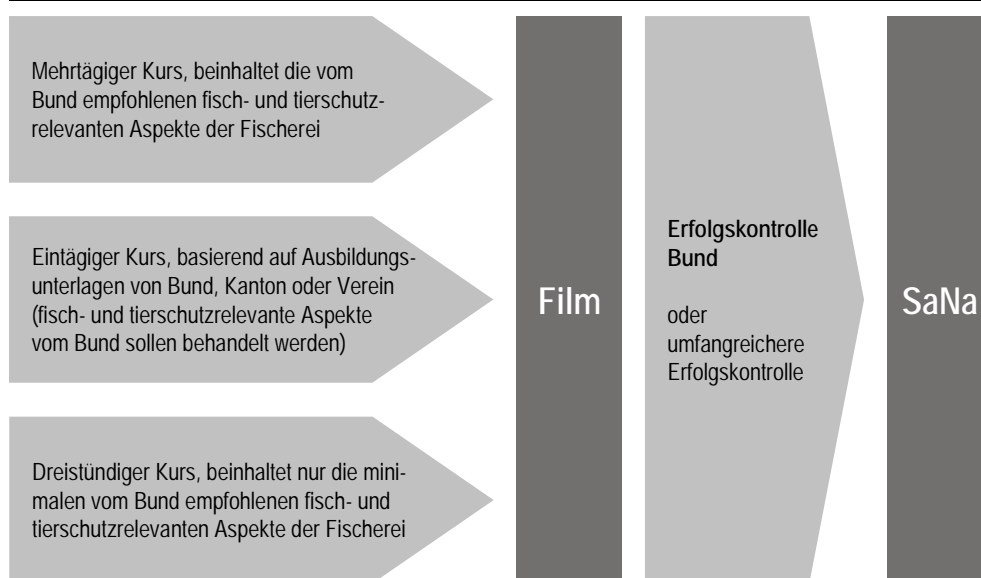 Mehrtägiger Kurs, beinhaltet die vom
Bund empfohlenen fisch- und tierschutz-
relevanten Aspekte der Fischerei
Eintägiger Kurs, basierend auf Ausbildungs-
unterlagen von Bund, Kanton oder Verein
(fisch- und tierschutzrelevante Aspekte
vom Bund sollen behandelt werden)
Dreistündiger Kurs, beinhaltet nur die mini-
malen vom Bund empfohlenen fisch- und
tierschutzrelevanten Aspekte der Fischerei
Film
Erfolgskontrolle
Bund
oder
umfangreichere
Erfolgskontrolle
SaNa